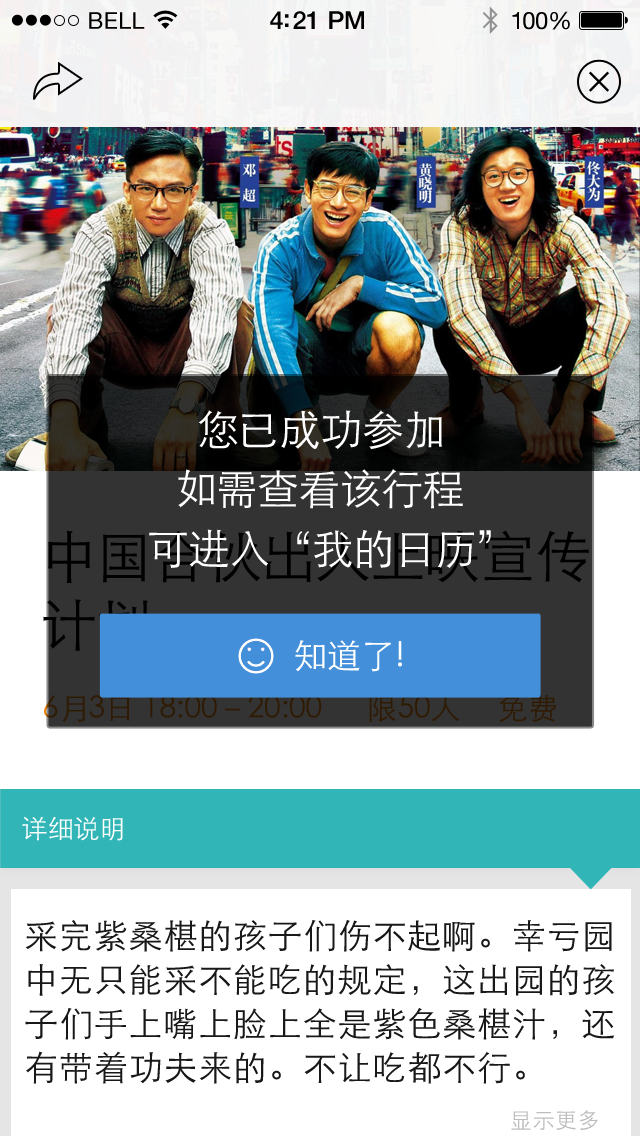 BELL
4:21 PM
100%
邓超
黄晓明
佟大为
您已成功参加
如需查看该行程
可进入“我的日历”
中国合伙出人上映宣传
计划
知道了!
6月3日 18:00 – 20:00 限50人 免费
详细说明
采完紫桑椹的孩子们伤不起啊。幸亏园
中无只能采不能吃的规定，这出园的孩
子们手上嘴上脸上全是紫色桑椹汁，还
有带着功夫来的。不让吃都不行。
显示更多